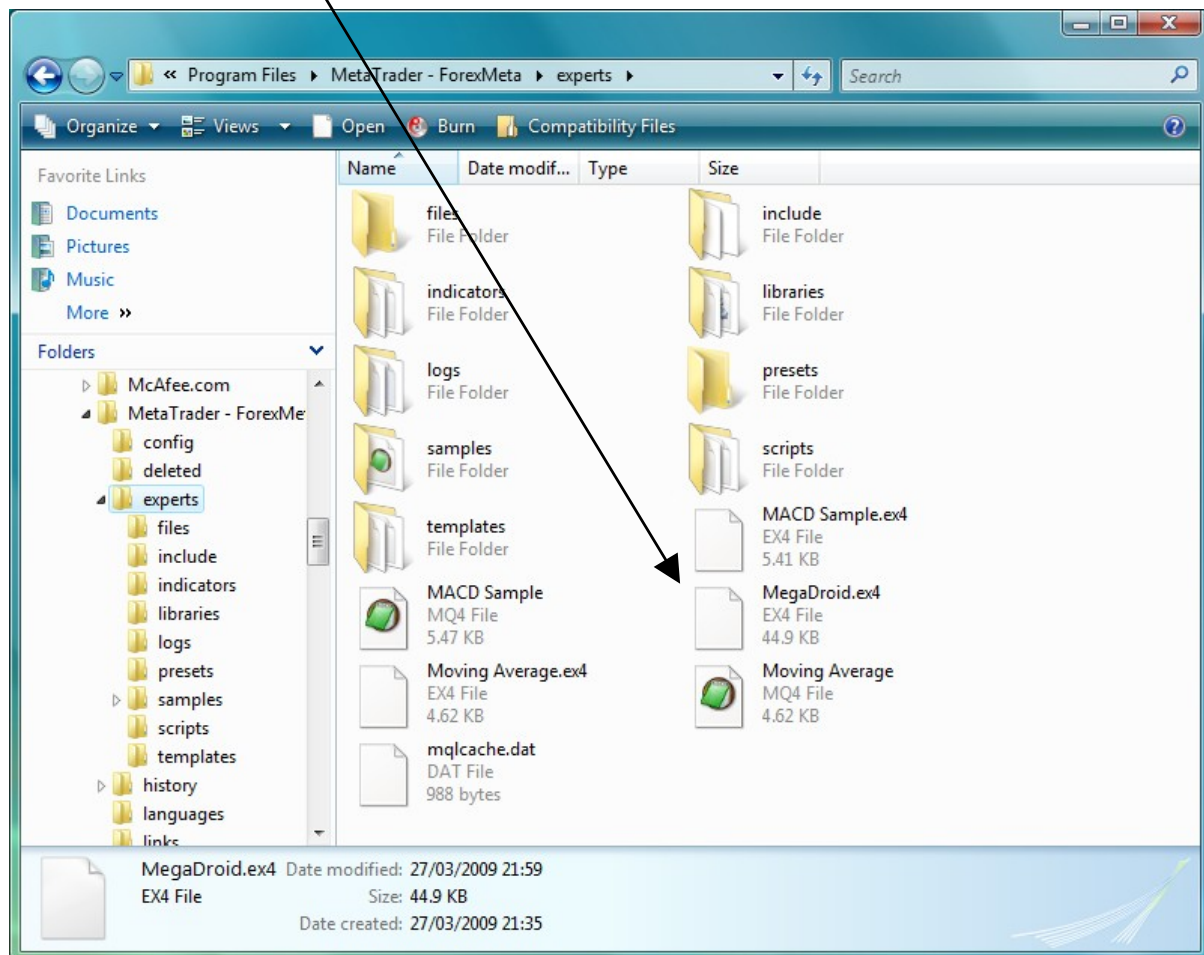 « Program Files ▸ MetaTrader - ForexMeta ▸ experts ▸
Search
Organize Views Open Burn Compatibility Files
Favorite Links
Documents
Pictures
Music
More »
Folders
McAfee.com
MetaTrader - ForexMe
config
deleted
experts
files
include
indicators
libraries
logs
presets
samples
scripts
templates
history
languages
links
Name Date modif... Type Size
files
File Folder
include
File Folder
indicators
File Folder
libraries
File Folder
logs
File Folder
presets
File Folder
samples
File Folder
scripts
File Folder
templates
File Folder
MACD Sample.ex4
EX4 File
5.41 KB
MACD Sample
MQ4 File
5.47 KB
MegaDroid.ex4
EX4 File
44.9 KB
Moving Average.ex4
EX4 File
4.62 KB
Moving Average
MQ4 File
4.62 KB
mqlcache.dat
DAT File
988 bytes
MegaDroid.ex4 Date modified: 27/03/2009 21:59
EX4 File Size: 44.9 KB
Date created: 27/03/2009 21:35